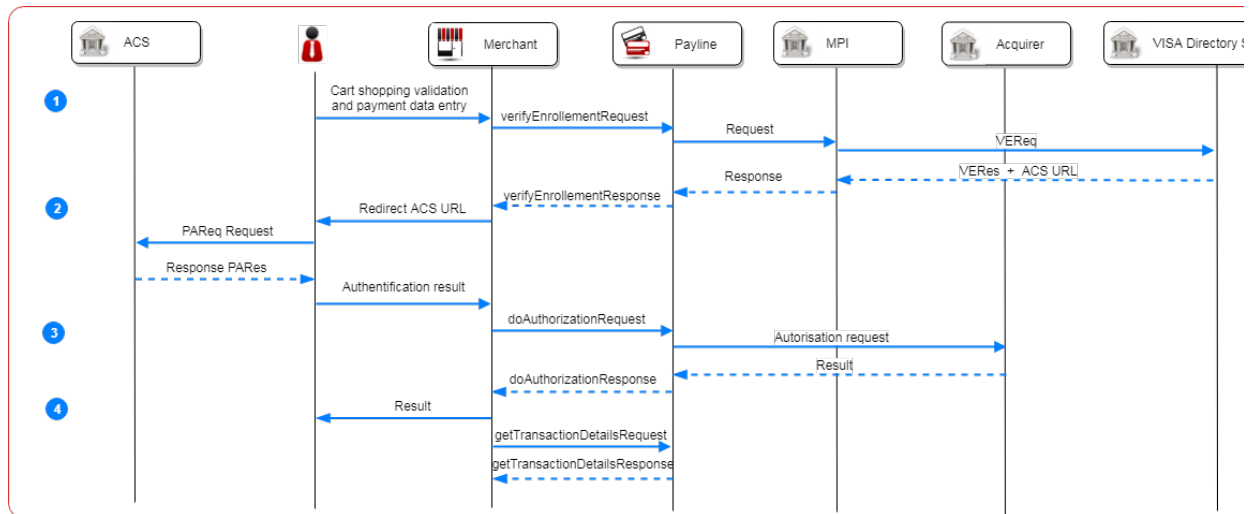 ACS
Merchant
Payline
MPI
Acquirer
VISA Directory S
1
Cart shopping validation
and payment data entry
verifyEnrollementRequest
Request
VEReq
VERes + ACS URL
Response
verifyEnrollementResponse
2
Redirect ACS URL
PAReq Request
Response PARes
Authentification result
doAuthorizationRequest
3
Autorisation request
Result
doAuthorizationResponse
4
Result
getTransactionDetailsRequest
getTransactionDetailsResponse